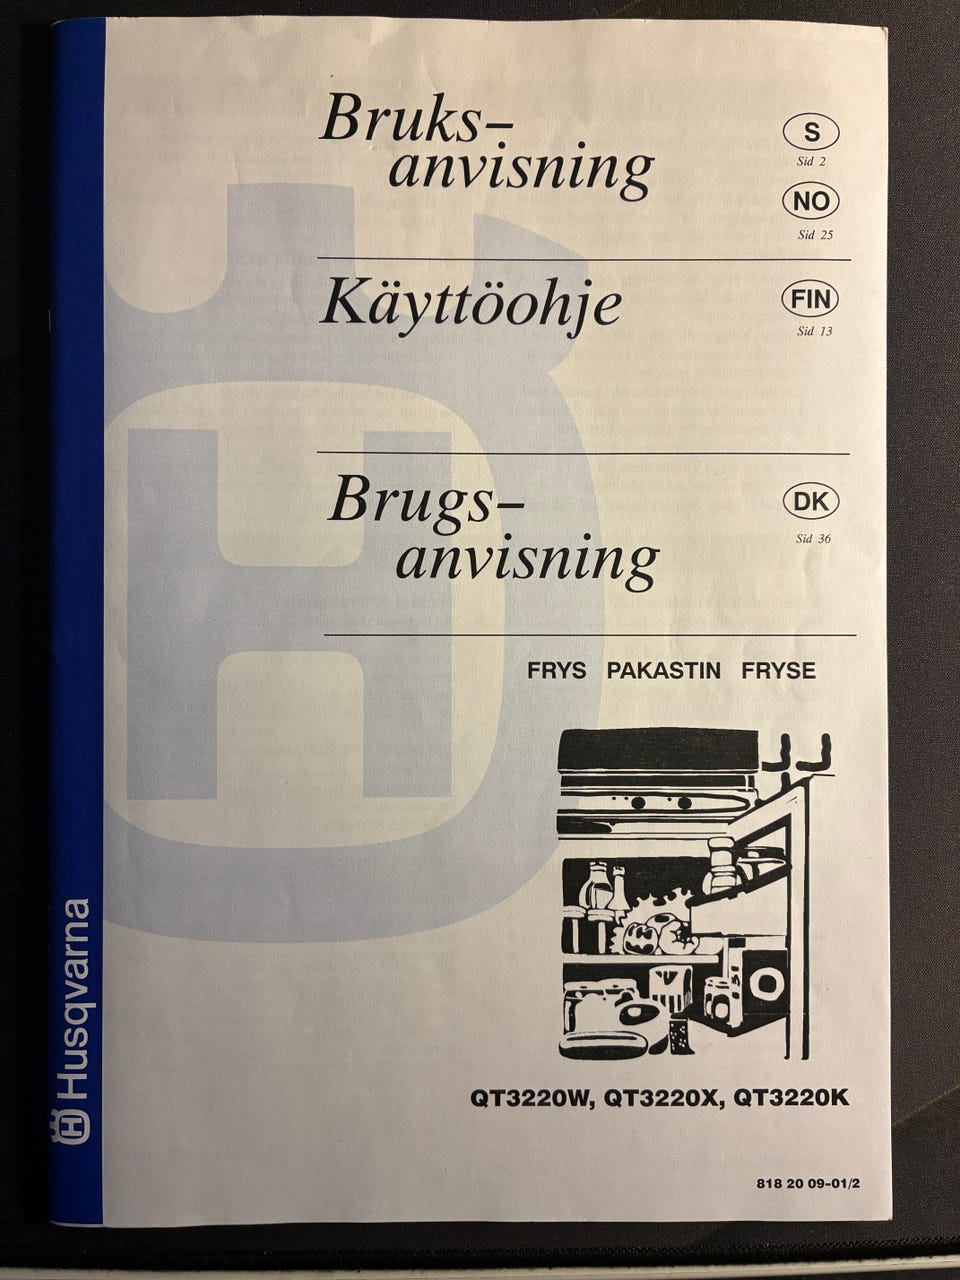 Bruks-
anvisning
S
Sid 2
NO
Sid 25
Käyttöohje
FIN
Sid 13
Brugs-
anvisning
DK
Sid 36
FRYS PAKASTIN FRYSE
QT3220W, QT3220X, QT3220K
818 20 09-01/2
H Husqvarna
H